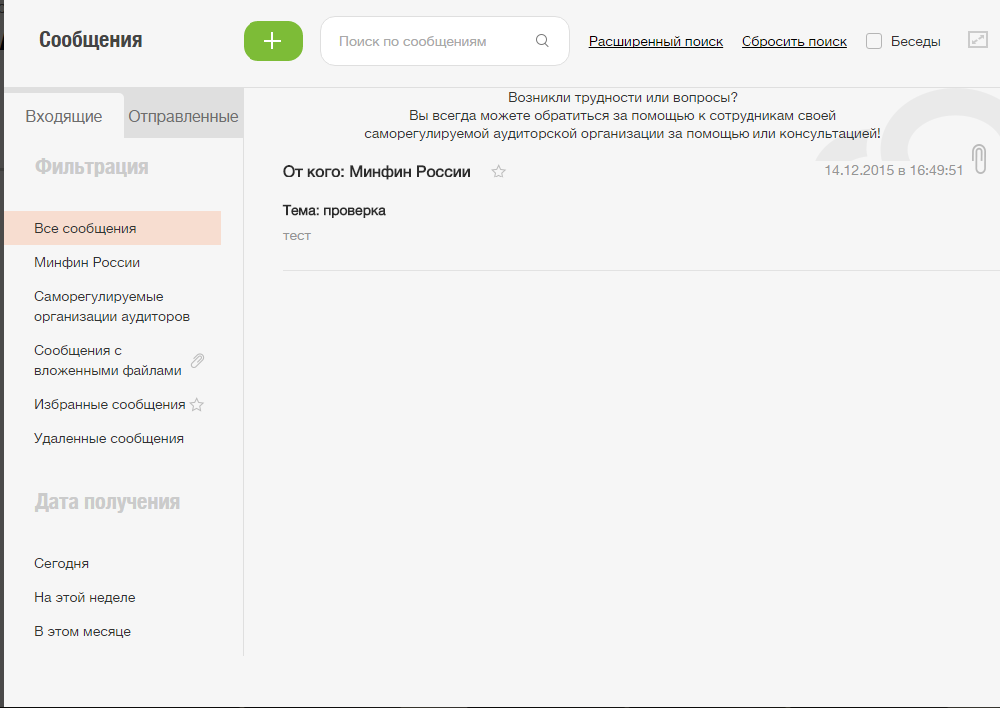 Сообщения
Поиск по сообщениям
Расширенный поиск
Сбросить поиск
Беседы
Входящие
Отправленные
Фильтрация
Все сообщения
Минфин России
Саморегулируемые
организации аудиторов
Сообщения с
вложенными файлами
Избранные сообщения
Удаленные сообщения
Дата получения
Сегодня
На этой неделе
В этом месяце
Возникли трудности или вопросы?
Вы всегда можете обратиться за помощью к сотрудникам своей
саморегулируемой аудиторской организации за помощью или консультацией!
От кого: Минфин России
14.12.2015 в 16:49:51
Тема: проверка
тест